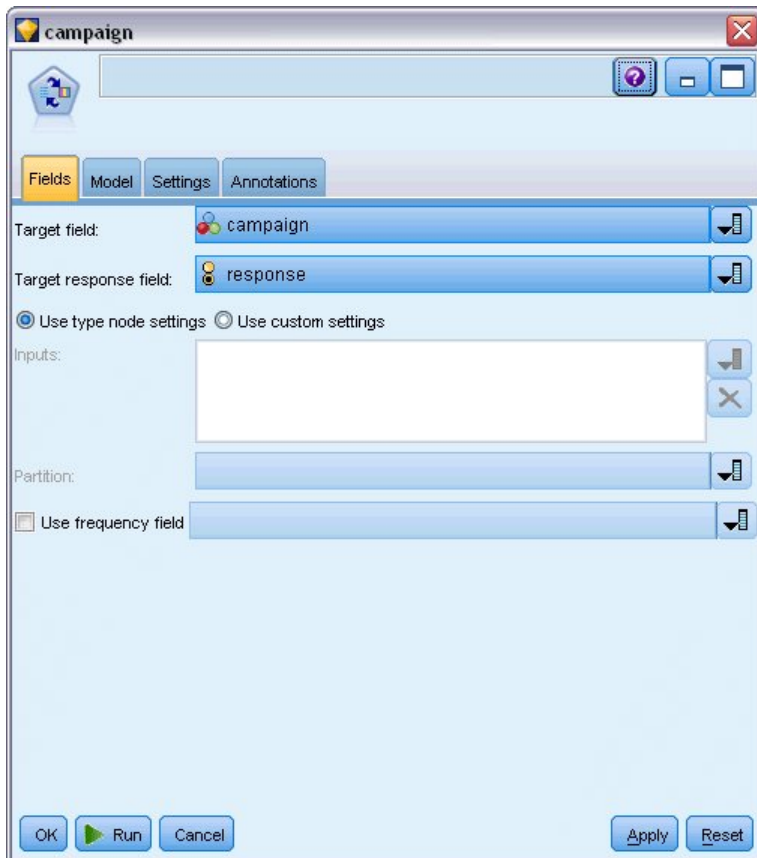 campaign
Fields Model Settings Annotations
Target field: campaign
Target response field: response
Use type node settings Use custom settings
Inputs:
Partition:
Use frequency field
OK Run Cancel Apply Reset